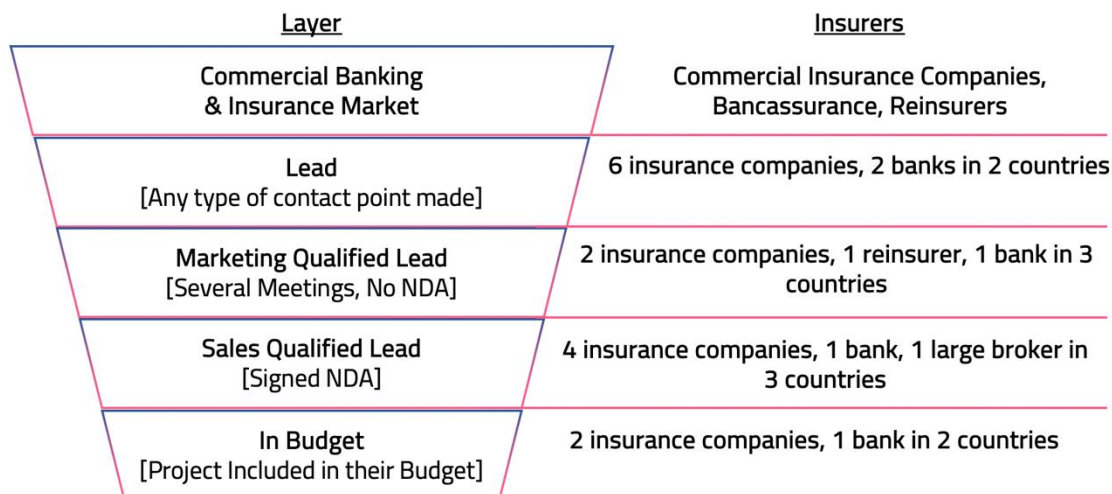 Layer
Insurers
Commercial Banking
& Insurance Market
Commercial Insurance Companies,
Bancassurance, Reinsurers
Lead
[Any type of contact point made]
6 insurance companies, 2 banks in 2 countries
Marketing Qualified Lead
[Several Meetings, No NDA]
2 insurance companies, 1 reinsurer, 1 bank in 3
countries
Sales Qualified Lead
[Signed NDA]
4 insurance companies, 1 bank, 1 large broker in
3 countries
In Budget
[Project Included in their Budget]
2 insurance companies, 1 bank in 2 countries